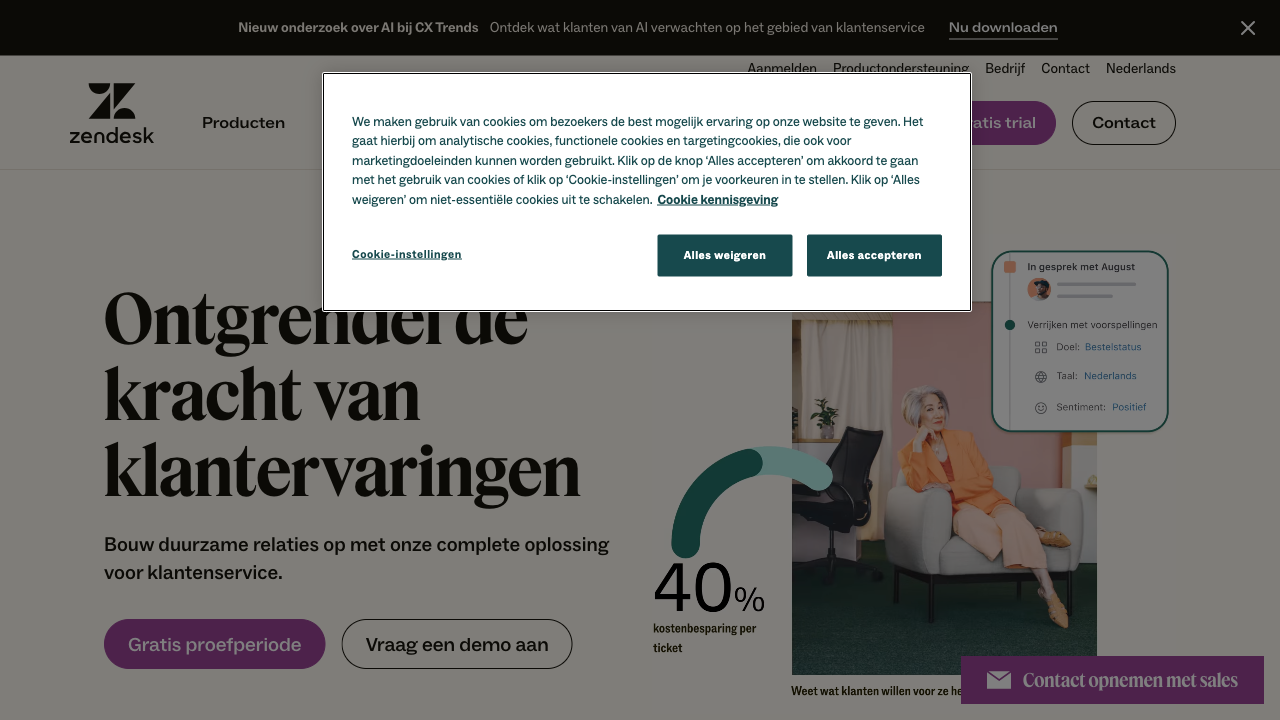 Nieuw onderzoek over AI bij CX Trends Ontdek wat klanten van AI verwachten op het gebied van klantenservice Nu downloaden
Aanmelden Productondersteuning Bedrijf Contact Nederlands
zendesk
Producten
ratis trial
Contact
We maken gebruik van cookies om bezoekers de best mogelijk ervaring op onze website te geven. Het
gaat hierbij om analytische cookies, functionele cookies en targetingcookies, die ook voor
marketingdoeleinden kunnen worden gebruikt. Klik op de knop ‘Alles accepteren’ om akkoord te gaan
met het gebruik van cookies of klik op ‘Cookie-instellingen’ om je voorkeuren in te stellen. Klik op ‘Alles
weigeren’ om niet-essentiële cookies uit te schakelen. Cookie kennisgeving
Cookie-instellingen
Alles weigeren
Alles accepteren
Ontgrendel de
kracht van
klantervaringen
Bouw duurzame relaties op met onze complete oplossing
voor klantenservice.
Gratis proefperiode
Vraag een demo aan
In gesprek met August
Verrijken met voorspellingen
Doel: Bestelstatus
Taal: Nederlands
Sentiment: Positief
40%
kostenbesparing per
ticket
Weet wat klanten willen voor ze he
Contact opnemen met sales